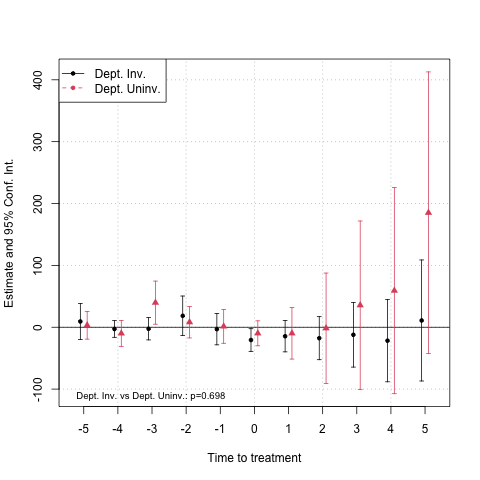 Dept. Inv.
Dept. Uninv.
Estimate and 95% Conf. Int.
400
300
200
100
0
-100
Dept. Inv. vs Dept. Uninv.: p=0.698
-5 -4 -3 -2 -1 0 1 2 3 4 5
Time to treatment